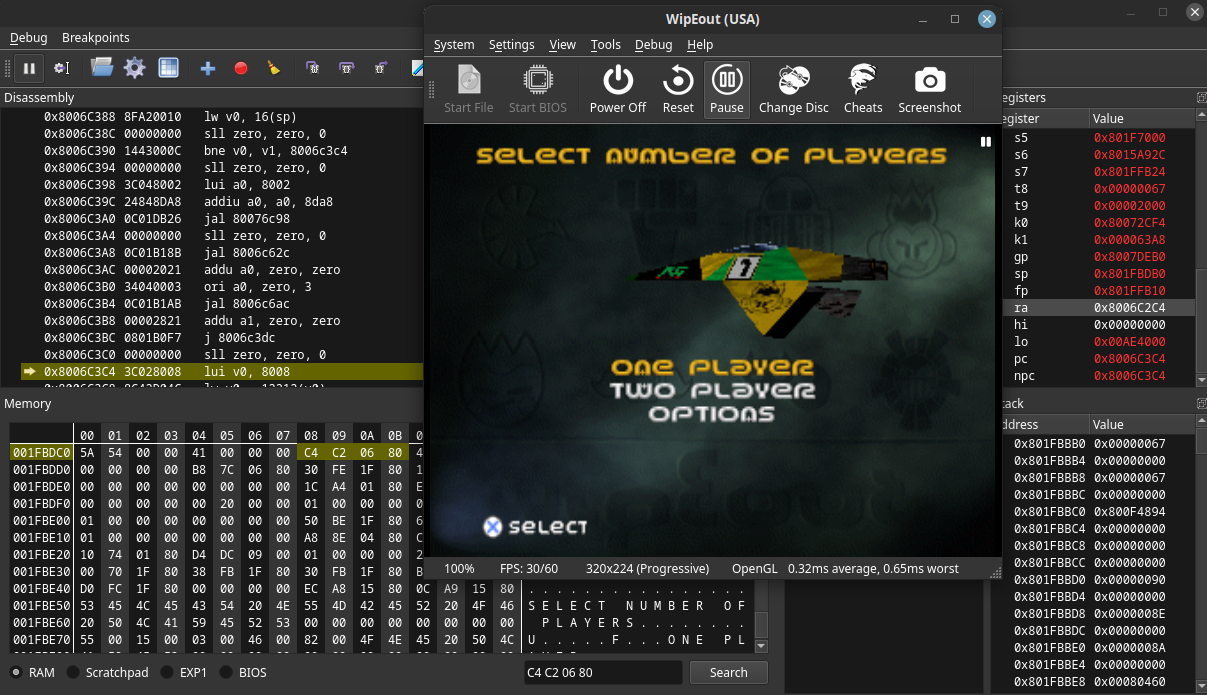 WipEout (USA)
Debug Breakpoints
System Settings View Tools Debug Help
Start File Start BIOS Power Off Reset Pause Change Disc Cheats Screenshot
Disassembly
0x8006C388 8FA20010 lw v0, 16(sp)
0x8006C38C 00000000 sll zero, zero, 0
0x8006C390 1443000C bne v0, v1, 8006c3c4
0x8006C394 00000000 sll zero, zero, 0
0x8006C398 3C048002 lui a0, 8002
0x8006C39C 24848DA8 addiu a0, a0, 8da8
0x8006C3A0 0C01DB26 jal 80076c98
0x8006C3A4 00000000 sll zero, zero, 0
0x8006C3A8 0C01B18B jal 8006c62c
0x8006C3AC 00002021 addu a0, zero, zero
0x8006C3B0 34040003 ori a0, zero, 3
0x8006C3B4 0C01B1AB jal 8006c6ac
0x8006C3B8 00002821 addu a1, zero, zero
0x8006C3BC 0801B0F7 j 8006c3dc
0x8006C3C0 00000000 sll zero, zero, 0
0x8006C3C4 3C028008 lui v0, 8008
SELECT NUMBER OF PLAYERS
NG
7
ONE PLAYER
TWO PLAYER
OPTIONS
SELECT
100% FPS: 30/60 320x224 (Progressive) OpenGL 0.32ms average, 0.65ms worst
egisters
egister Value
s5 0x801F7000
s6 0x8015A92C
s7 0x801FFB24
t8 0x00000067
t9 0x00002000
k0 0x80072CF4
k1 0x000063A8
gp 0x8007DEB0
sp 0x801FBDB0
fp 0x801FFB10
ra 0x8006C2C4
hi 0x00000000
lo 0x00AE4000
pc 0x8006C3C4
npc 0x8006C3C4
Memory
00 01 02 03 04 05 06 07 08 09 0A 0B 0
001FBDC0 5A 54 00 00 41 00 00 00 C4 C2 06 80 4
001FBDD0 00 00 00 00 B8 7C 06 80 30 FE 1F 80 1
001FBDE0 00 00 00 00 00 00 00 00 1C A4 01 80 E
001FBDF0 00 00 00 00 00 20 00 00 01 00 00 00 0
001FBE00 01 00 00 00 00 00 00 00 50 BE 1F 80 6
001FBE10 01 00 00 00 00 00 00 00 A8 8E 04 80 C
001FBE20 10 74 01 80 D4 DC 09 00 01 00 00 00 2
001FBE30 00 70 1F 80 38 FB 1F 80 30 FB 1F 80 B
001FBE40 D0 FC 1F 80 00 00 00 00 EC A8 15 80 0C A9 15 80 . . . . . . . . . . . . . . . .
001FBE50 53 45 4C 45 43 54 20 4E 55 4D 42 45 52 20 4F 46 S E L E C T N U M B E R O F
001FBE60 20 50 4C 41 59 45 52 53 00 00 00 00 00 00 00 00 P L A Y E R S . . . . . . . .
001FBE70 55 00 15 00 03 00 46 00 82 00 4F 4E 45 20 50 4C U . . . . . F . . . O N E P L
RAM Scratchpad EXP1 BIOS
C4 C2 06 80 Search
tack
ddress Value
0x801FBBB0 0x00000067
0x801FBBB4 0x00000000
0x801FBBB8 0x00000067
0x801FBBBC 0x00000000
0x801FBBC0 0x800F4894
0x801FBBC4 0x00000000
0x801FBBC8 0x00000000
0x801FBBCC 0x00000000
0x801FBBD0 0x00000090
0x801FBBD4 0x00000000
0x801FBBD8 0x0000008E
0x801FBBDC 0x00000000
0x801FBBE0 0x0000008A
0x801FBBE4 0x00000000
0x801FBBE8 0x00080460